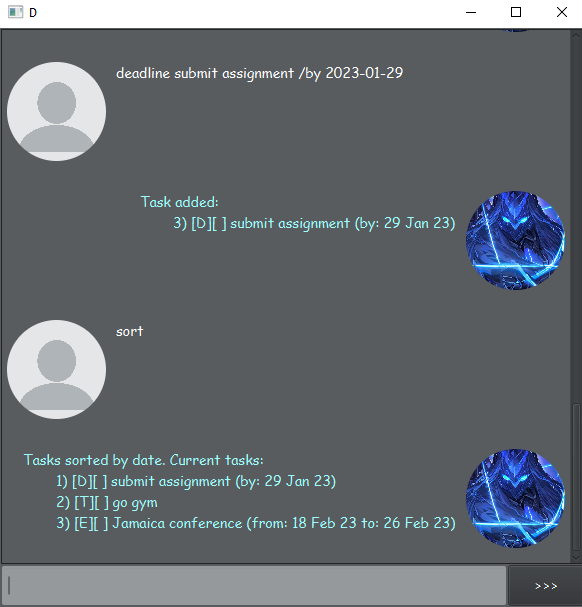 D
deadline submit assignment /by 2023-01-29
Task added:
3) [D][ ] submit assignment (by: 29 Jan 23)
sort
Tasks sorted by date. Current tasks:
1) [D][ ] submit assignment (by: 29 Jan 23)
2) [T][ ] go gym
3) [E][ ] Jamaica conference (from: 18 Feb 23 to: 26 Feb 23)
>>>